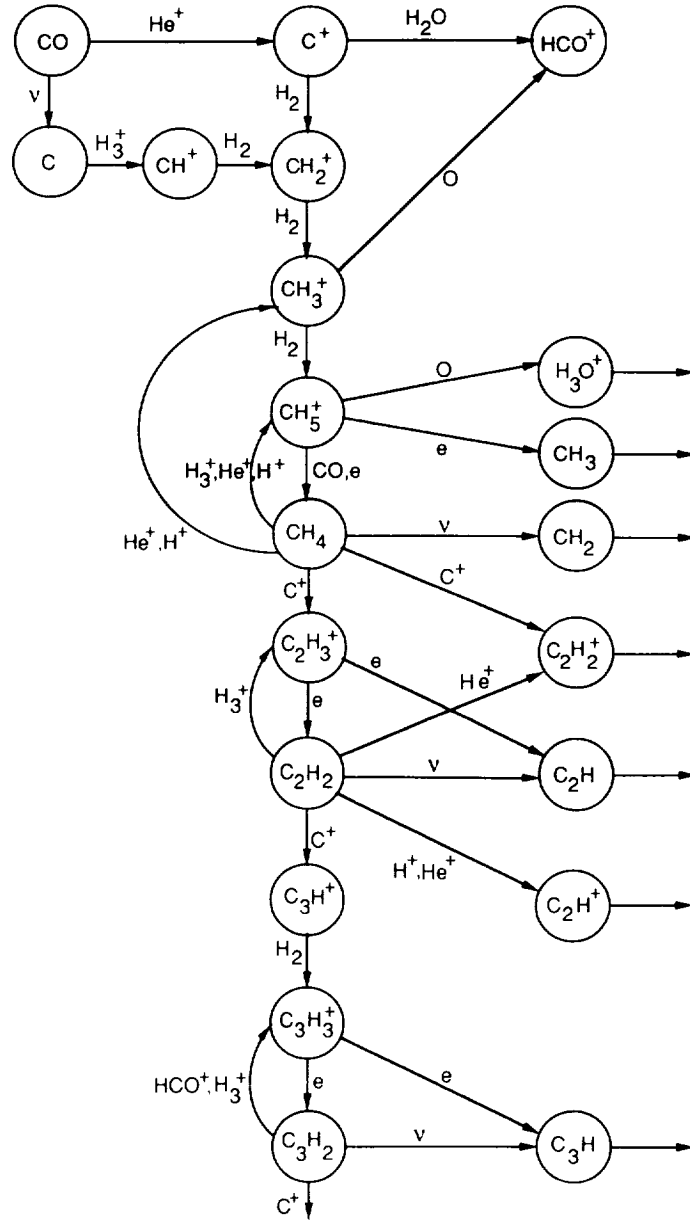 CO He⁺ C⁺ H₂O HCO⁺
ν H₂
C H₃⁺ CH⁺ H₂ CH₂⁺ O
H₂
CH₃⁺
H₂
O H₃O⁺
CH₅⁺
e CH₃
H₃⁺,He⁺,H⁺ CO,e
He⁺,H⁺ CH₄ ν CH₂
C⁺ C⁺
C₂H₃⁺ C₂H₂⁺
H₃⁺ e e He⁺
C₂H₂ ν C₂H
C⁺ H⁺,He⁺
C₃H⁺ C₂H⁺
H₂
C₃H₃⁺
HCO⁺,H₃⁺ e e
C₃H₂ ν C₃H
C⁺